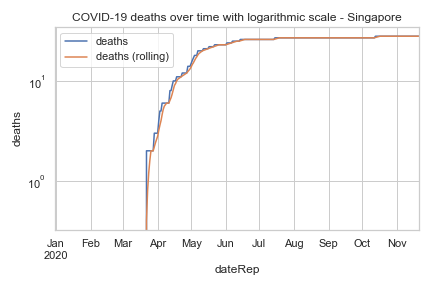 COVID-19 deaths over time with logarithmic scale - Singapore
deaths
deaths (rolling)
10¹
10⁰
deaths
Jan Feb Mar Apr May Jun Jul Aug Sep Oct Nov
2020
dateRep